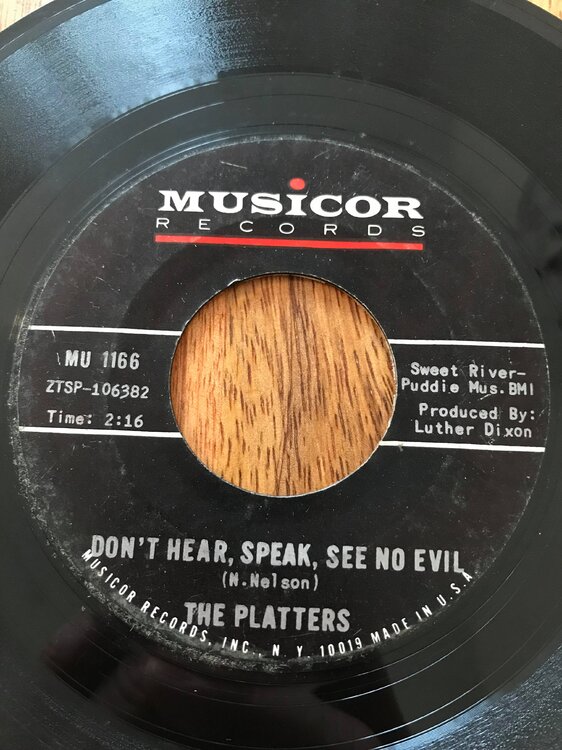 MUSICOR
RECORDS
MU 1166
ZTSP-106382
Time: 2:16
Sweet River-
Puddie Mus. BMI
Produced By:
Luther Dixon
DON'T HEAR, SPEAK, SEE NO EVIL
(N.Nelson)
THE PLATTERS
MUSICOR RECORDS, INC., N. Y. 10019 MADE IN U.S.A.